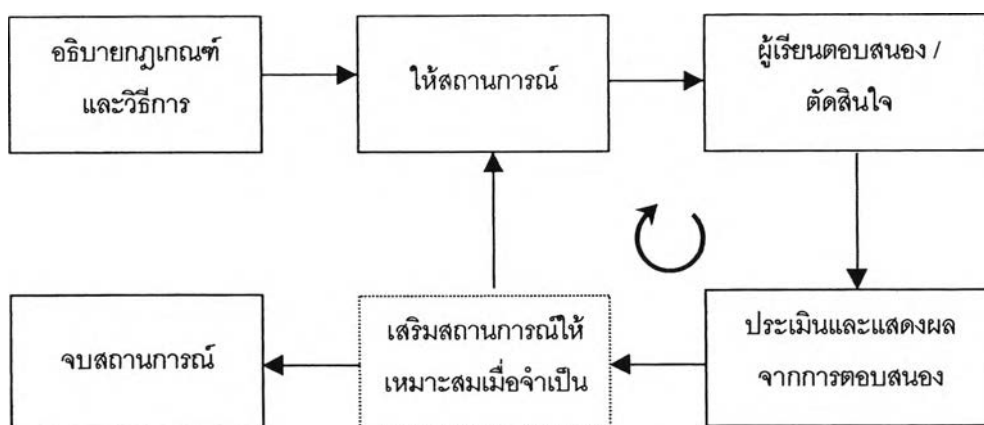 อธิบายกฎเกณฑ์
และวิธีการ
ให้สถานการณ์
ผู้เรียนตอบสนอง /
ตัดสินใจ
ประเมินและแสดงผล
จากการตอบสนอง
เสริมสถานการณ์ให้
เหมาะสมเมื่อจำเป็น
จบสถานการณ์